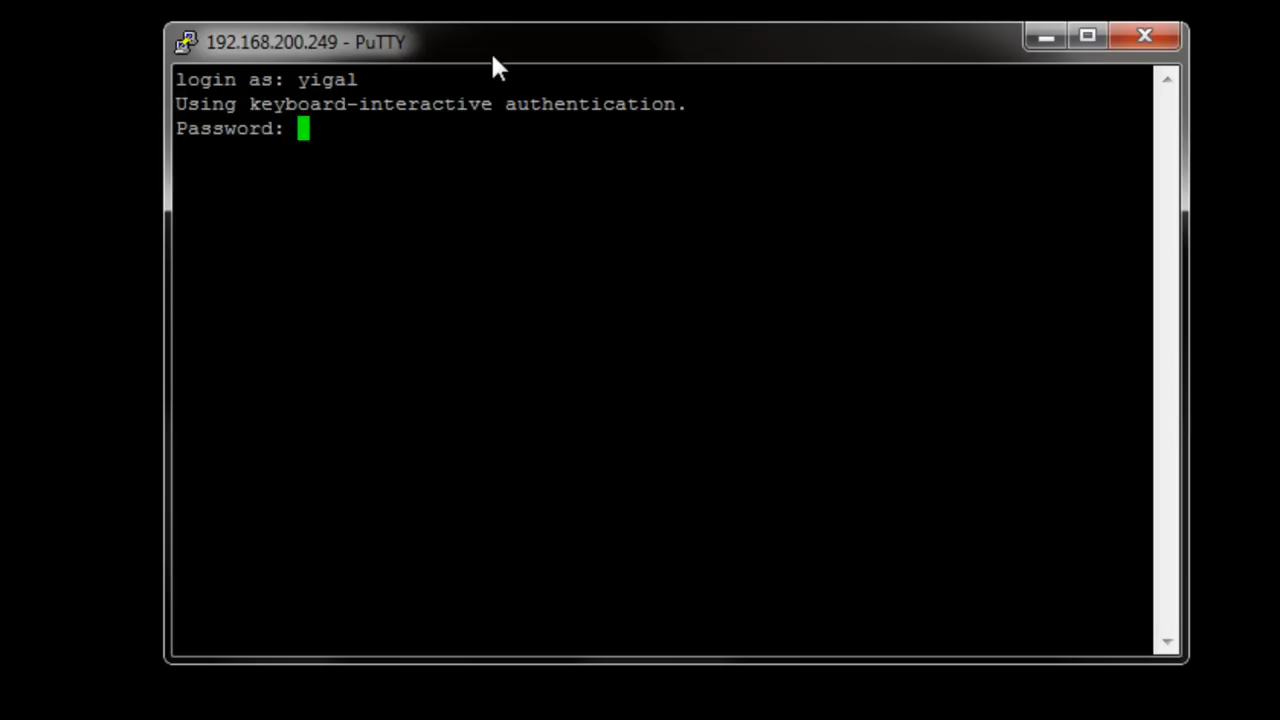 192.168.200.249 - PuTTY
login as: yigal
Using keyboard-interactive authentication.
Password: